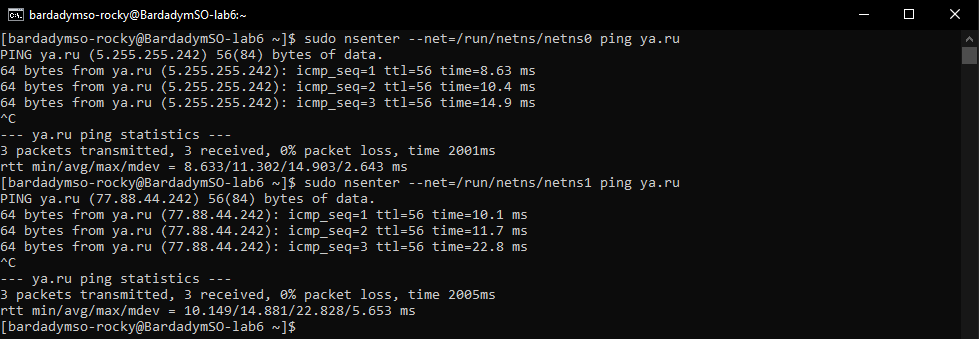 bardadymso-rocky@BardadymSO-lab6:~
[bardadymso-rocky@BardadymSO-lab6 ~]$ sudo nsenter --net=/run/netns/netns0 ping ya.ru
PING ya.ru (5.255.255.242) 56(84) bytes of data.
64 bytes from ya.ru (5.255.255.242): icmp_seq=1 ttl=56 time=8.63 ms
64 bytes from ya.ru (5.255.255.242): icmp_seq=2 ttl=56 time=10.4 ms
64 bytes from ya.ru (5.255.255.242): icmp_seq=3 ttl=56 time=14.9 ms
^C
--- ya.ru ping statistics ---
3 packets transmitted, 3 received, 0% packet loss, time 2001ms
rtt min/avg/max/mdev = 8.633/11.302/14.903/2.643 ms
[bardadymso-rocky@BardadymSO-lab6 ~]$ sudo nsenter --net=/run/netns/netns1 ping ya.ru
PING ya.ru (77.88.44.242) 56(84) bytes of data.
64 bytes from ya.ru (77.88.44.242): icmp_seq=1 ttl=56 time=10.1 ms
64 bytes from ya.ru (77.88.44.242): icmp_seq=2 ttl=56 time=11.7 ms
64 bytes from ya.ru (77.88.44.242): icmp_seq=3 ttl=56 time=22.8 ms
^C
--- ya.ru ping statistics ---
3 packets transmitted, 3 received, 0% packet loss, time 2005ms
rtt min/avg/max/mdev = 10.149/14.881/22.828/5.653 ms
[bardadymso-rocky@BardadymSO-lab6 ~]$